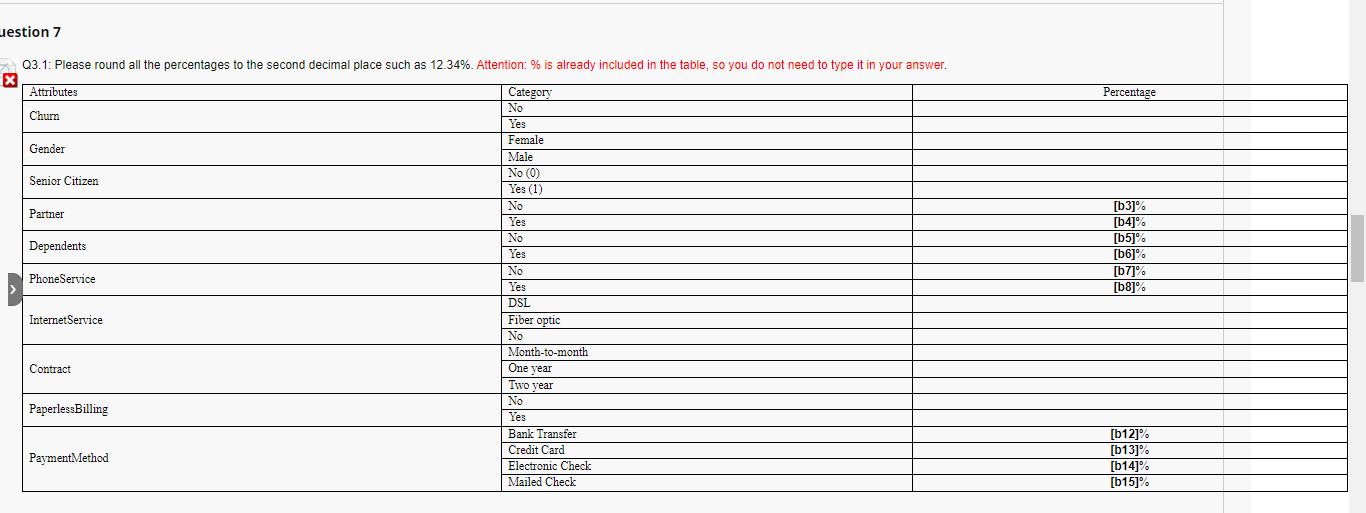 uestion 7
Q3.1: Please round all the percentages to the second decimal place such as 12.34%. Attention: % is already included in the table, so you do not need to type it in your answer.
Attributes Category Percentage
Churn No
Yes
Gender Female
Male
Senior Citizen No (0)
Yes (1)
Partner No [b3]%
Yes [b4]%
Dependents No [b5]%
Yes [b6]%
PhoneService No [b7]%
Yes [b8]%
InternetService DSL
Fiber optic
No
Contract Month-to-month
One year
Two year
PaperlessBilling No
Yes
PaymentMethod Bank Transfer [b12]%
Credit Card [b13]%
Electronic Check [b14]%
Mailed Check [b15]%